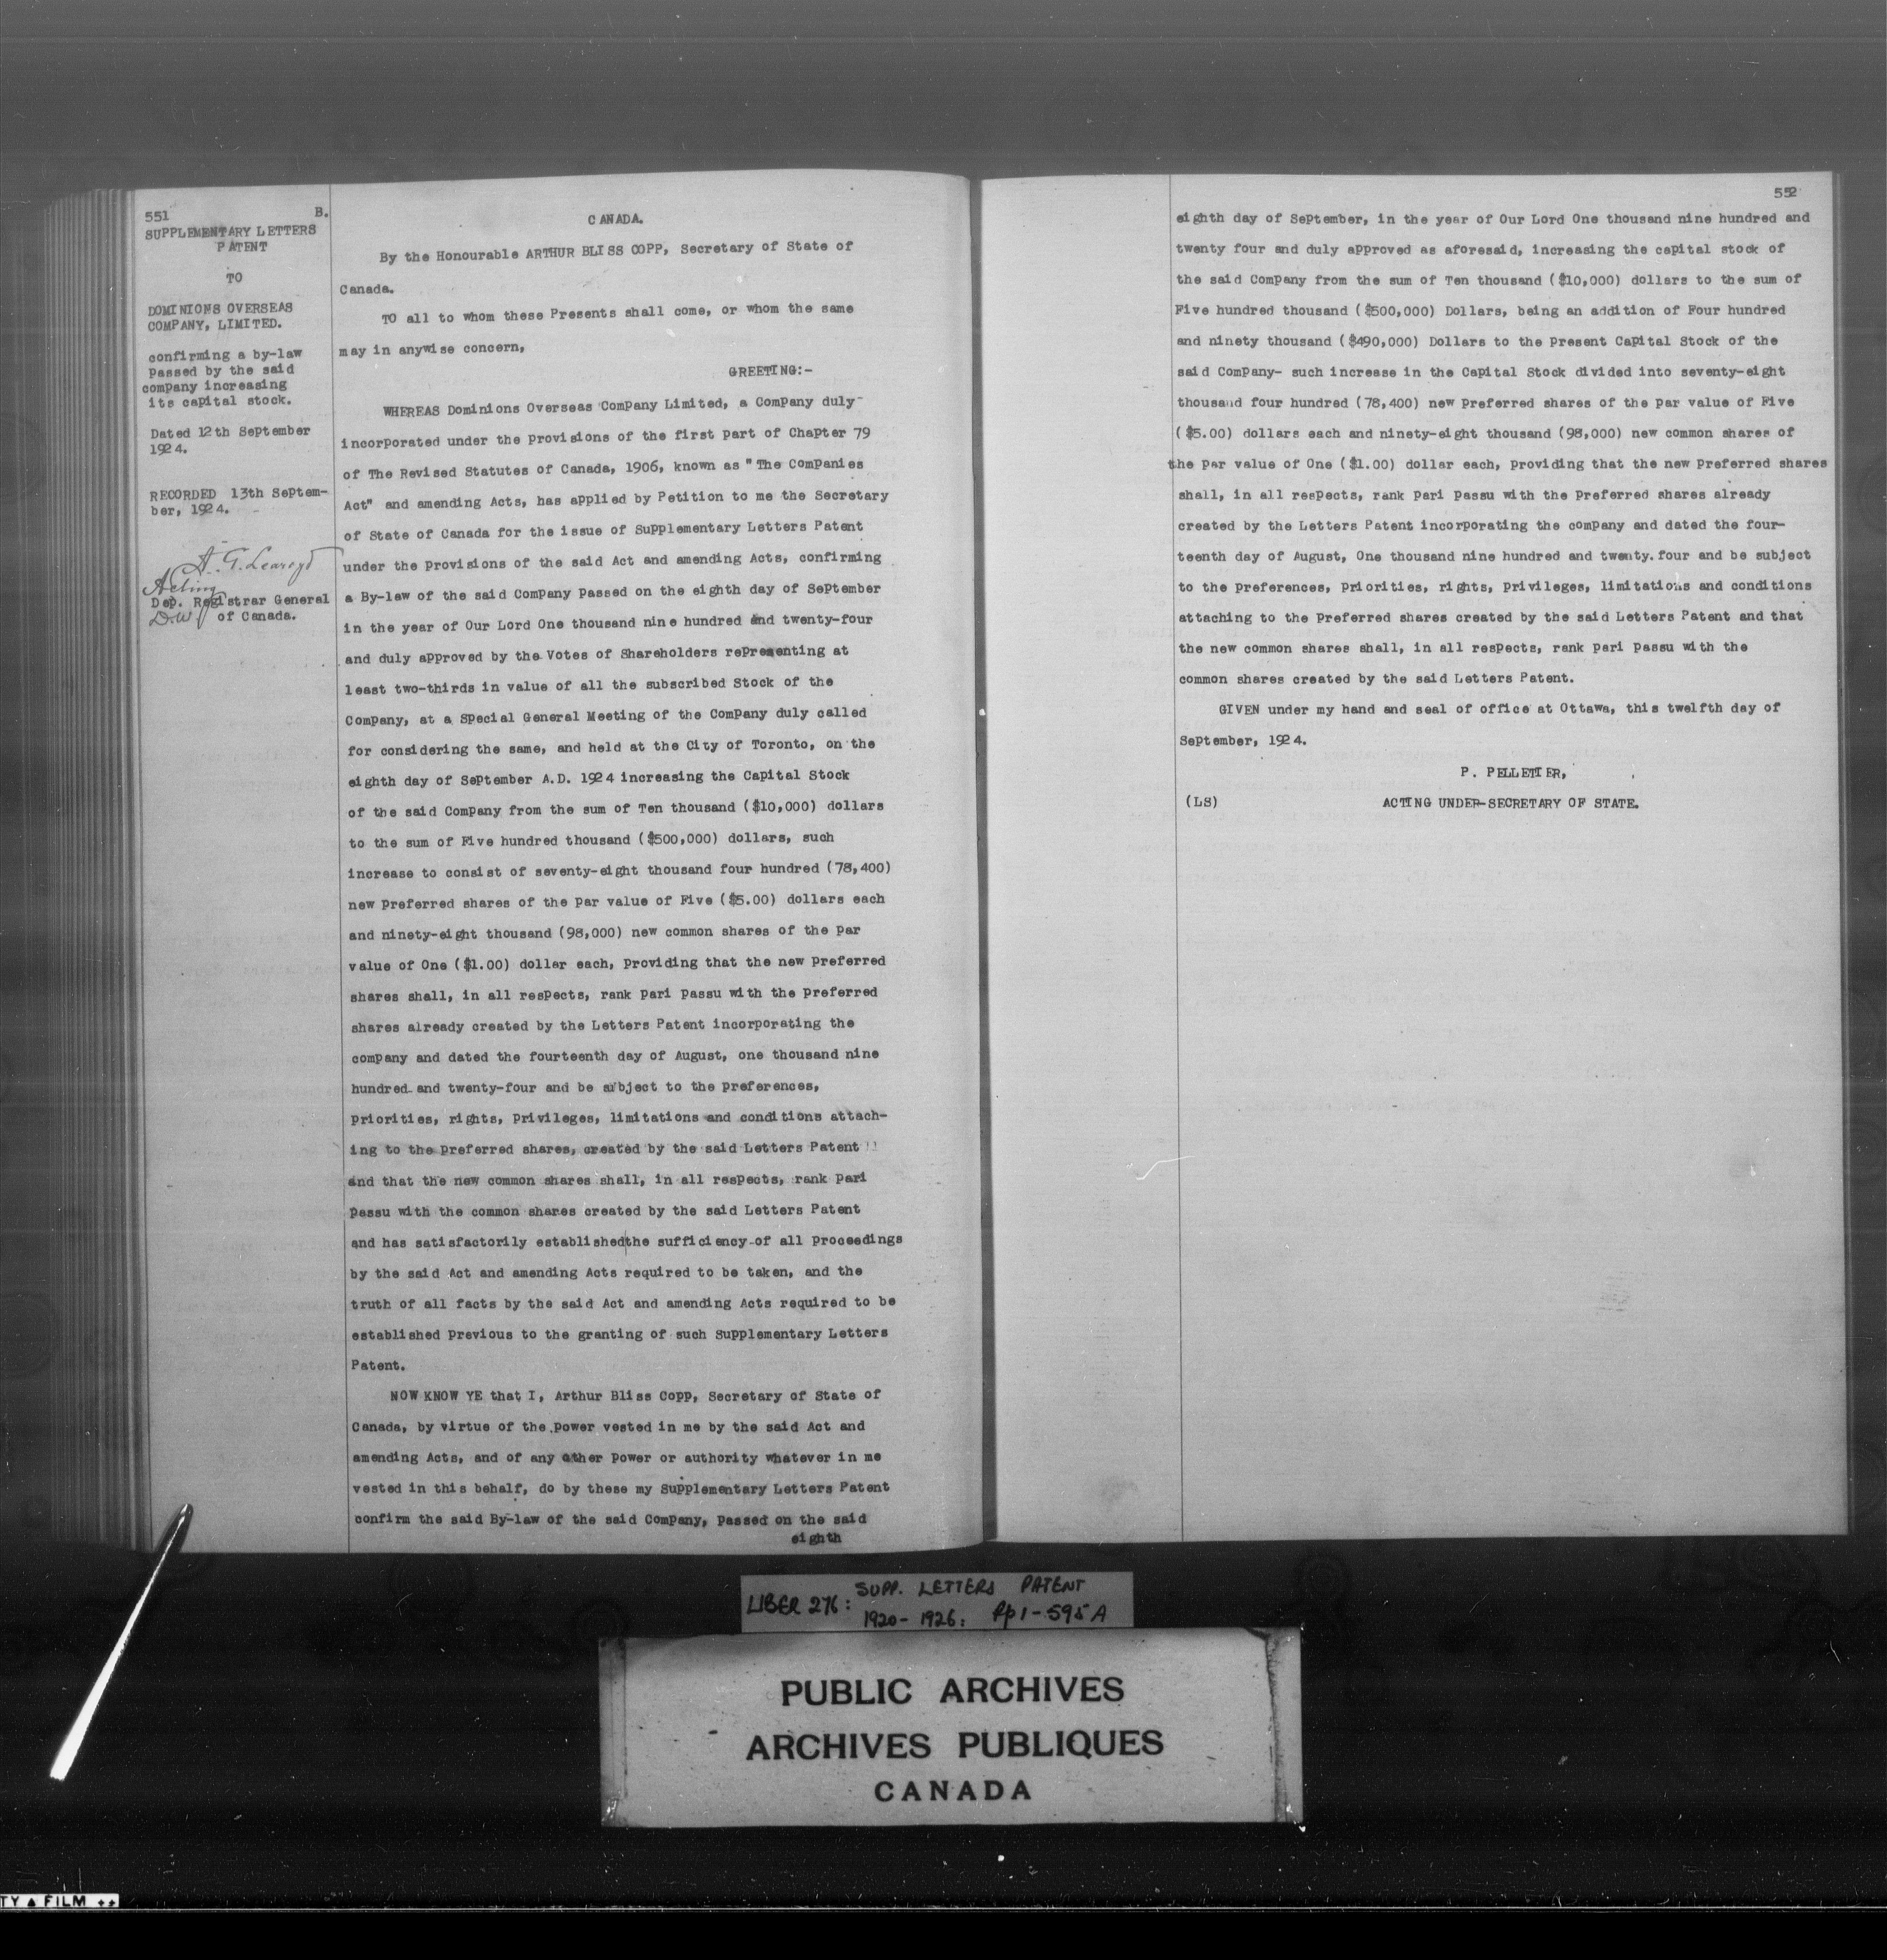 551 B.
SUPPLEMENTARY LETTERS
PATENT
TO
DOMINIONS OVERSEAS
COMPANY, LIMITED.
confirming a by-law
passed by the said
company increasing
its capital stock.
Dated 12th September
1924.
RECORDED 13th Septem-
ber, 1924.
A. G. Learoyd
Acting
Dep. Registrar General
D.W. of Canada.
CANADA.
By the Honourable ARTHUR BLISS COPP, Secretary of State of
Canada.
TO all to whom these Presents shall come, or whom the same
may in anywise concern,
GREETING:-
WHEREAS Dominions Overseas Company Limited, a Company duly
incorporated under the provisions of the first part of Chapter 79
of The Revised Statutes of Canada, 1906, known as "The Companies
Act" and amending Acts, has applied by Petition to me the Secretary
of State of Canada for the issue of Supplementary Letters Patent
under the provisions of the said Act and amending Acts, confirming
a By-law of the said Company passed on the eighth day of September
in the year of Our Lord One thousand nine hundred and twenty-four
and duly approved by the Votes of Shareholders representing at
least two-thirds in value of all the subscribed Stock of the
Company, at a Special General Meeting of the Company duly called
for considering the same, and held at the City of Toronto, on the
eighth day of September A.D. 1924 increasing the Capital Stock
of the said Company from the sum of Ten thousand ($10,000) dollars
to the sum of Five hundred thousand ($500,000) dollars, such
increase to consist of seventy-eight thousand four hundred (78,400)
new preferred shares of the par value of Five ($5.00) dollars each
and ninety-eight thousand (98,000) new common shares of the par
value of One ($1.00) dollar each, providing that the new preferred
shares shall, in all respects, rank pari passu with the preferred
shares already created by the Letters Patent incorporating the
company and dated the fourteenth day of August, one thousand nine
hundred and twenty-four and be subject to the preferences,
priorities, rights, privileges, limitations and conditions attach-
ing to the preferred shares, created by the said Letters Patent
and that the new common shares shall, in all respects, rank pari
passu with the common shares created by the said Letters Patent
and has satisfactorily established|the sufficiency of all proceedings
by the said Act and amending Acts required to be taken, and the
truth of all facts by the said Act and amending Acts required to be
established previous to the granting of such Supplementary Letters
Patent.
NOW KNOW YE that I, Arthur Bliss Copp, Secretary of State of
Canada, by virtue of the power vested in me by the said Act and
amending Acts, and of any other power or authority whatever in me
vested in this behalf, do by these my Supplementary Letters Patent
confirm the said By-law of the said Company, passed on the said
eighth
552
eighth day of September, in the year of Our Lord One thousand nine hundred and
twenty four and duly approved as aforesaid, increasing the capital stock of
the said Company from the sum of Ten thousand ($10,000) dollars to the sum of
Five hundred thousand ($500,000) Dollars, being an addition of Four hundred
and ninety thousand ($490,000) Dollars to the present Capital Stock of the
said Company- such increase in the Capital Stock divided into seventy-eight
thousand four hundred (78,400) new preferred shares of the par value of Five
($5.00) dollars each and ninety-eight thousand (98,000) new common shares of
the par value of One ($1.00) dollar each, providing that the new preferred shares
shall, in all respects, rank pari passu with the preferred shares already
created by the Letters Patent incorporating the company and dated the four-
teenth day of August, One thousand nine hundred and twenty.four and be subject
to the preferences, priorities, rights, privileges, limitations and conditions
attaching to the preferred shares created by the said Letters Patent and that
the new common shares shall, in all respects, rank pari passu with the
common shares created by the said Letters Patent.
GIVEN under my hand and seal of office at Ottawa, this twelfth day of
September, 1924.
P. PELLETIER,
(LS) ACTING UNDER-SECRETARY OF STATE.
LIBER 276: SUPP. LETTERS PATENT
1920-1926: Pp 1-595A
PUBLIC ARCHIVES
ARCHIVES PUBLIQUES
CANADA
TY ▲ FILM ++